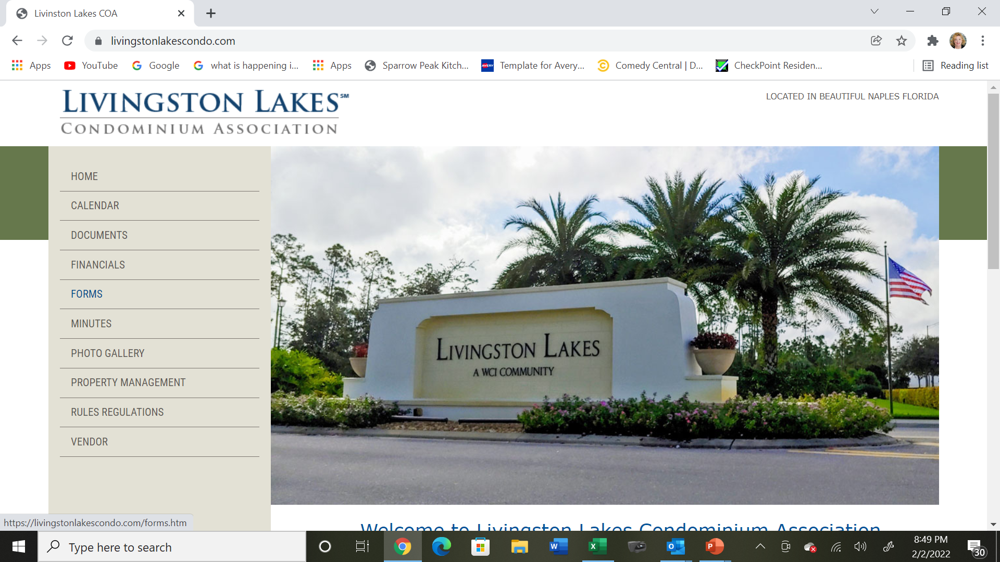 Livinston Lakes COA
livingstonlakescondo.com
Apps YouTube Google what is happening i... Apps Sparrow Peak Kitch... AVERY Template for Avery... Comedy Central | D... CheckPoint Residen... Reading list
LIVINGSTON LAKES℠
CONDOMINIUM ASSOCIATION
LOCATED IN BEAUTIFUL NAPLES FLORIDA
HOME
CALENDAR
DOCUMENTS
FINANCIALS
FORMS
MINUTES
PHOTO GALLERY
PROPERTY MANAGEMENT
RULES REGULATIONS
VENDOR
LIVINGSTON LAKES
A WCI COMMUNITY
Welcome to Livingston Lakes Condominium Association
https://livingstonlakescondo.com/forms.htm
Type here to search
8:49 PM
2/2/2022
30